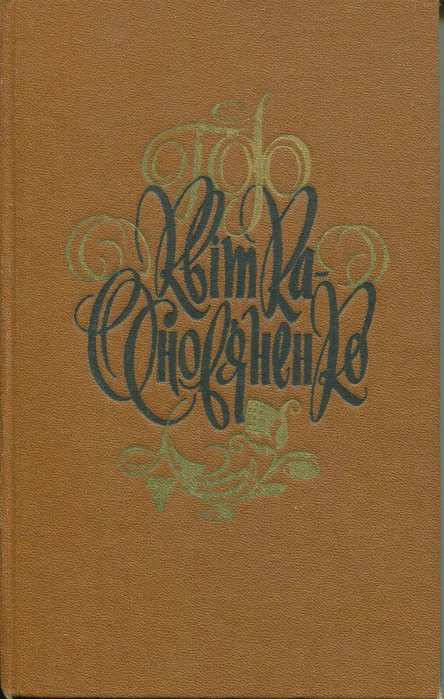 Г Ф
Квітка-
Основ'яненко